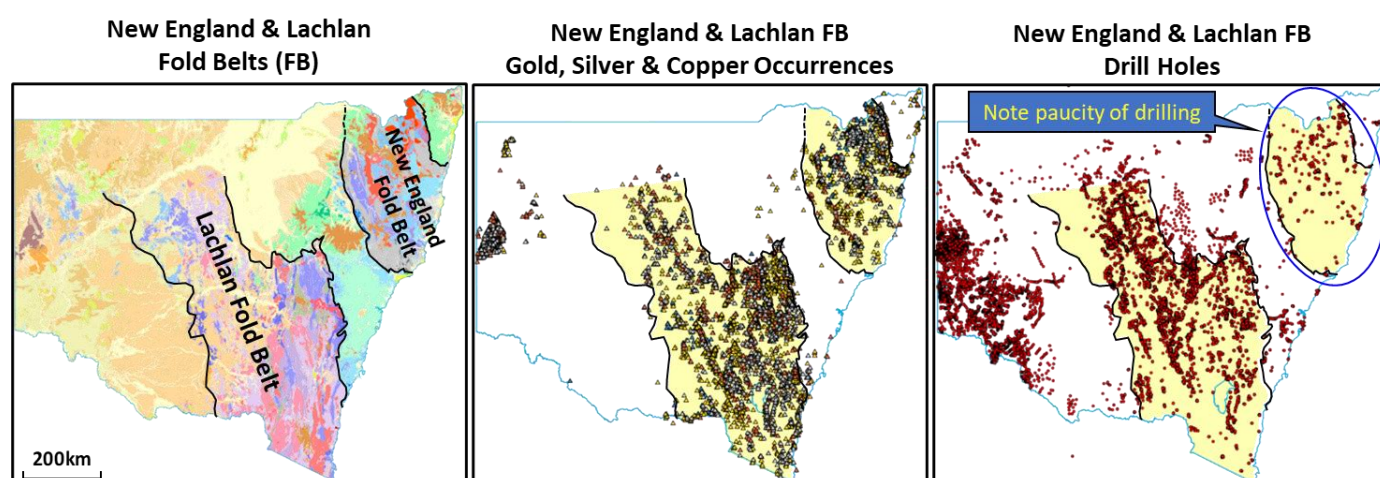 New England & Lachlan
Fold Belts (FB)
New England & Lachlan FB
Gold, Silver & Copper Occurrences
New England & Lachlan FB
Drill Holes
New England
Fold Belt
Lachlan Fold Belt
200km
Note paucity of drilling